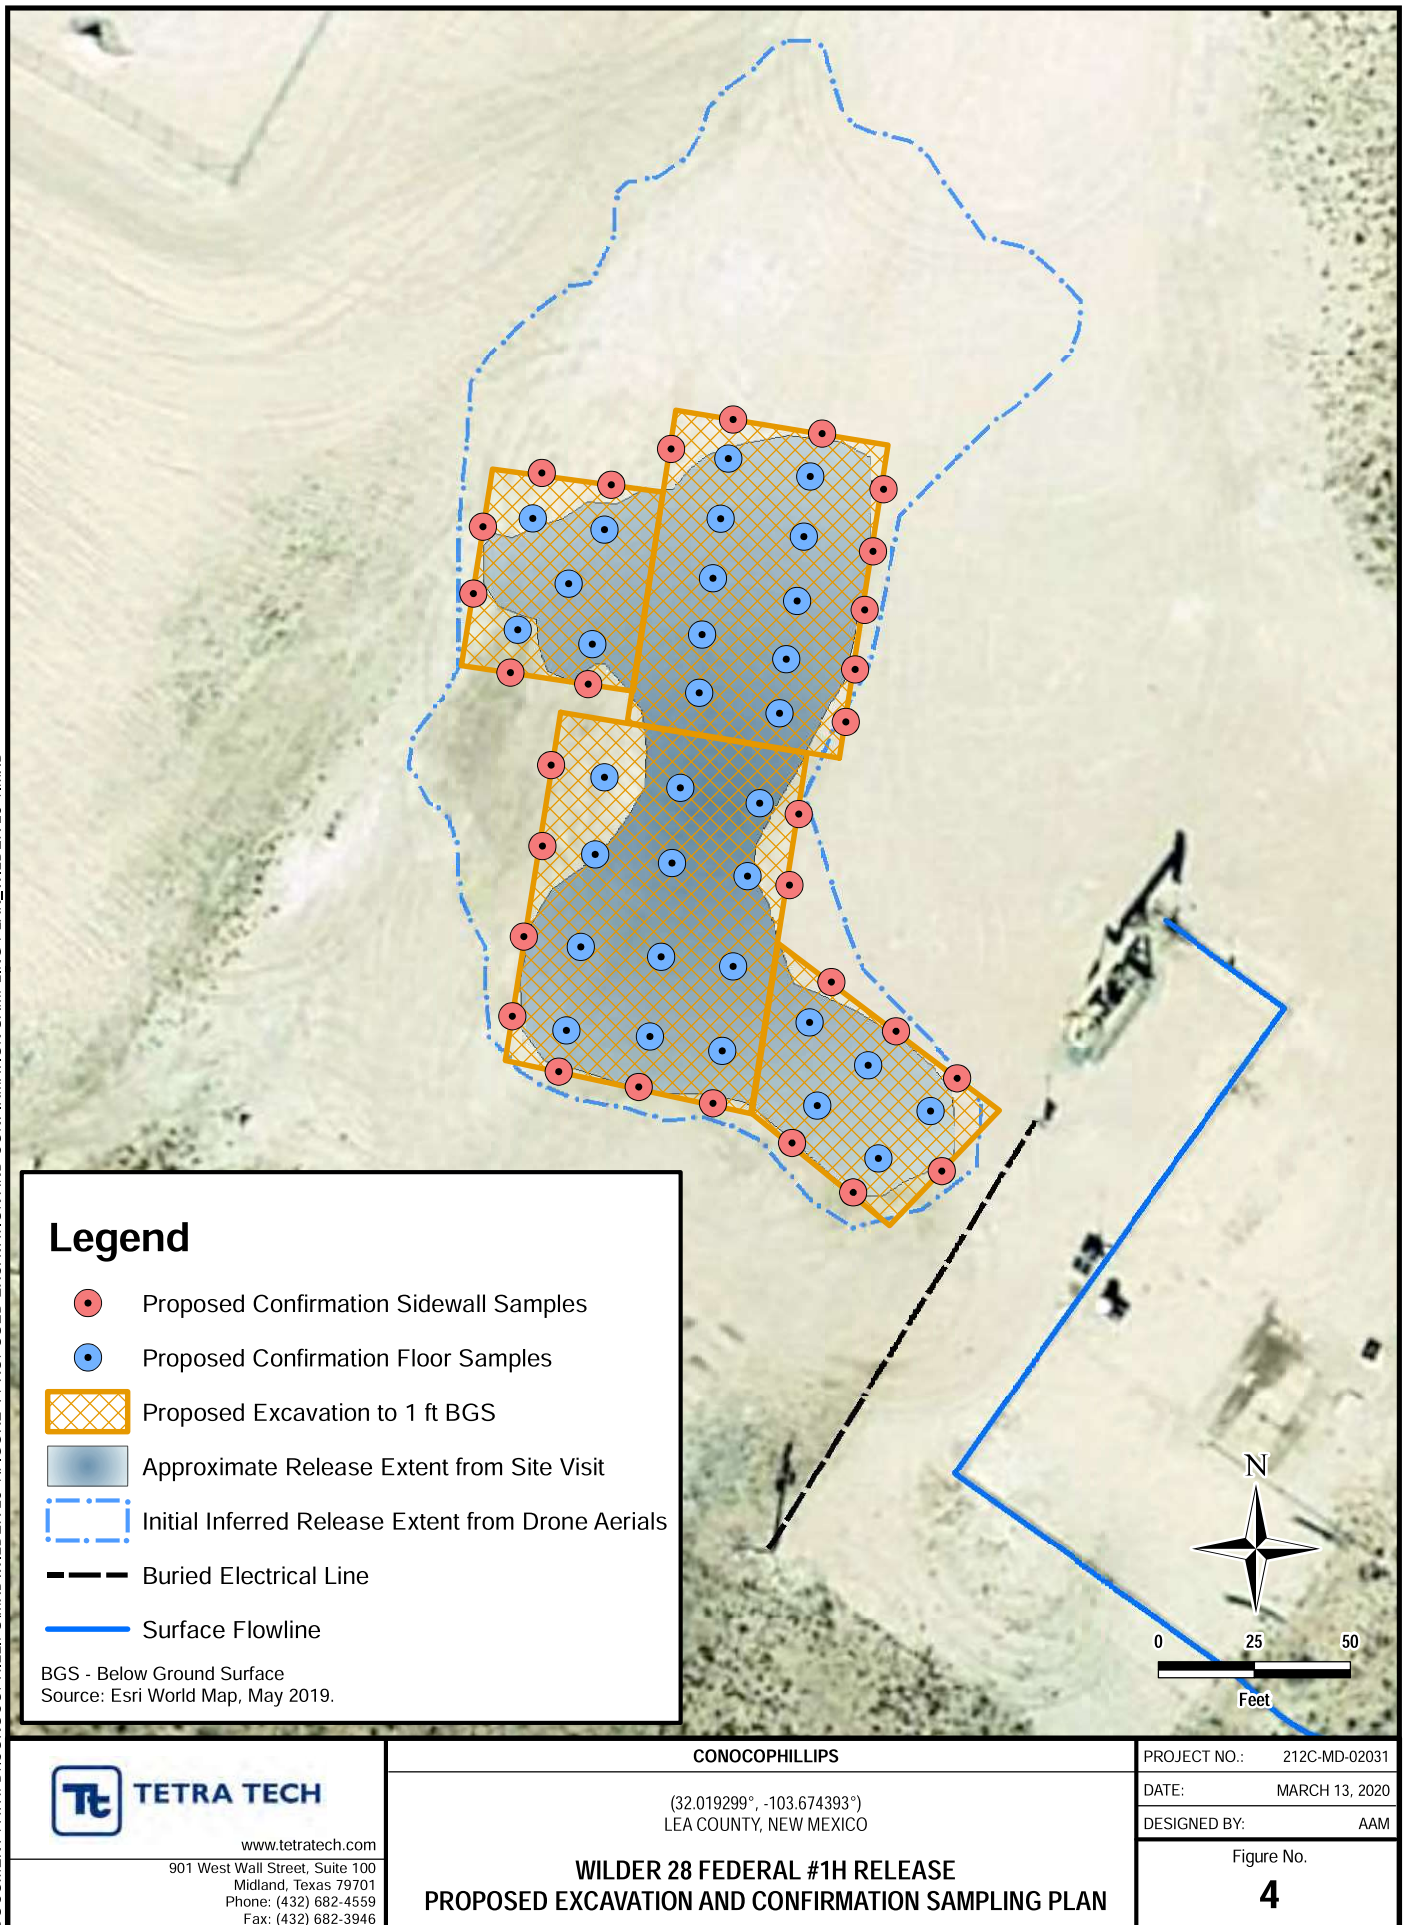 Legend
Proposed Confirmation Sidewall Samples
Proposed Confirmation Floor Samples
Proposed Excavation to 1 ft BGS
Approximate Release Extent from Site Visit
Initial Inferred Release Extent from Drone Aerials
Buried Electrical Line
Surface Flowline
BGS - Below Ground Surface
Source: Esri World Map, May 2019.
N
0 25 50
Feet
Tt TETRA TECH
www.tetratech.com
901 West Wall Street, Suite 100
Midland, Texas 79701
Phone: (432) 682-4559
Fax: (432) 682-3946
CONOCOPHILLIPS
(32.019299°, -103.674393°)
LEA COUNTY, NEW MEXICO
WILDER 28 FEDERAL #1H RELEASE
PROPOSED EXCAVATION AND CONFIRMATION SAMPLING PLAN
PROJECT NO.: 212C-MD-02031
DATE: MARCH 13, 2020
DESIGNED BY: AAM
Figure No.
4